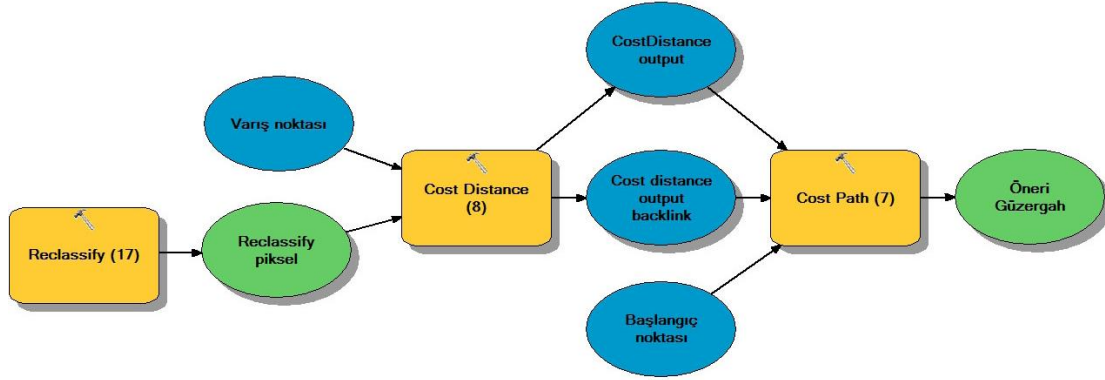 CostDistance
output
Varış noktası
Cost Distance
(8)
Cost distance
output
backlink
Cost Path (7)
Öneri
Güzergah
Reclassify (17)
Reclassify
piksel
Başlangıç
noktası